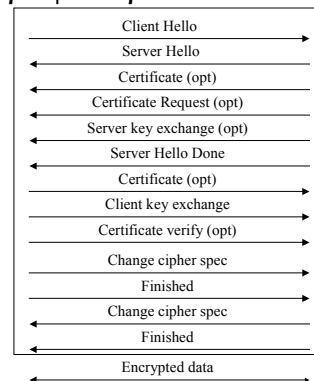 Client Hello
Server Hello
Certificate (opt)
Certificate Request (opt)
Server key exchange (opt)
Server Hello Done
Certificate (opt)
Client key exchange
Certificate verify (opt)
Change cipher spec
Finished
Change cipher spec
Finished
Encrypted data